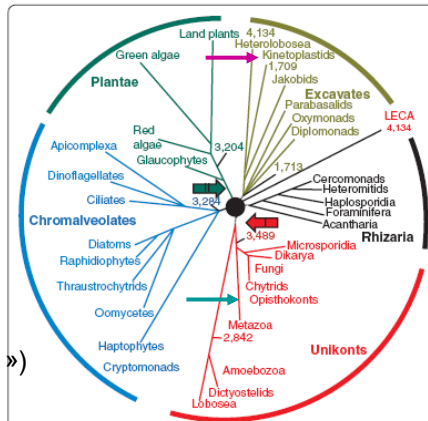 Land plants
4,134
Heterolobosea
Green algae
Kinetoplastids
1,709
Plantae
Jakobids
Excavates
Parabasalids
LECA
4,134
Oxymonads
Diplomonads
Red
algae
3,204
Apicomplexa
Glaucophytes
1,713
Cercomonads
Dinoflagellates
Heteromitids
Ciliates
3,284
Haplosporidia
Foraminifera
Chromalveolates
Acantharia
Rhizaria
3,489
Diatoms
Microsporidia
Raphidiophytes
Dikarya
Fungi
Thraustrochytrids
Chytrids
Opisthokonts
Oomycetes
Metazoa
2,842
Haptophytes
Unikonts
»)
Cryptomonads
Amoebozoa
Dictyostelids
Lobosea